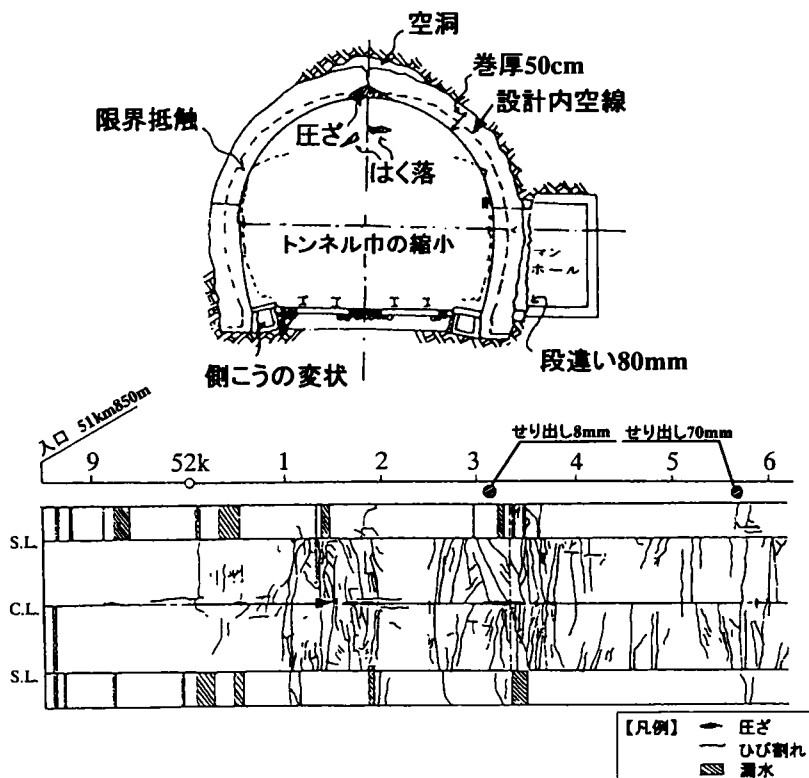 空洞
巻厚50cm
設計内空線
限界抵触
圧ざ
はく落
トンネル巾の縮小
マン
ホール
側こうの変状
段違い80mm
入口 51km850m
せり出し8mm せり出し70mm
9 52k 1 2 3 4 5 6
S.L.
C.L.
S.L.
【凡例】 圧ざ
ひび割れ
漏水